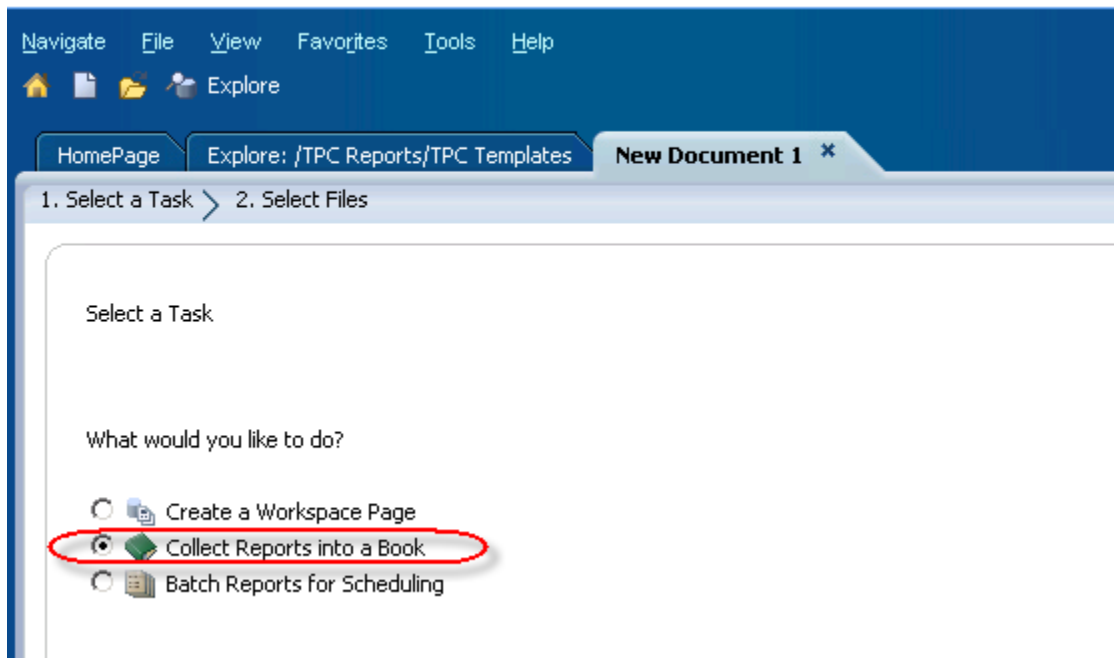 Navigate File View Favorites Tools Help
Explore
HomePage Explore: /TPC Reports/TPC Templates New Document 1
1. Select a Task 2. Select Files
Select a Task
What would you like to do?
Create a Workspace Page
Collect Reports into a Book
Batch Reports for Scheduling